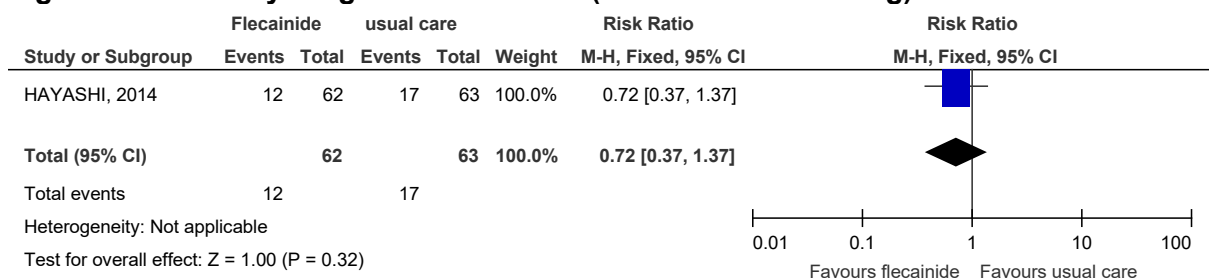 Flecainide usual care Risk Ratio Risk Ratio
Study or Subgroup Events Total Events Total Weight M-H, Fixed, 95% CI M-H, Fixed, 95% CI
HAYASHI, 2014 12 62 17 63 100.0% 0.72 [0.37, 1.37]
Total (95% CI) 62 63 100.0% 0.72 [0.37, 1.37]
Total events 12 17
Heterogeneity: Not applicable
Test for overall effect: Z = 1.00 (P = 0.32)
0.01 0.1 1 10 100
Favours flecainide Favours usual care